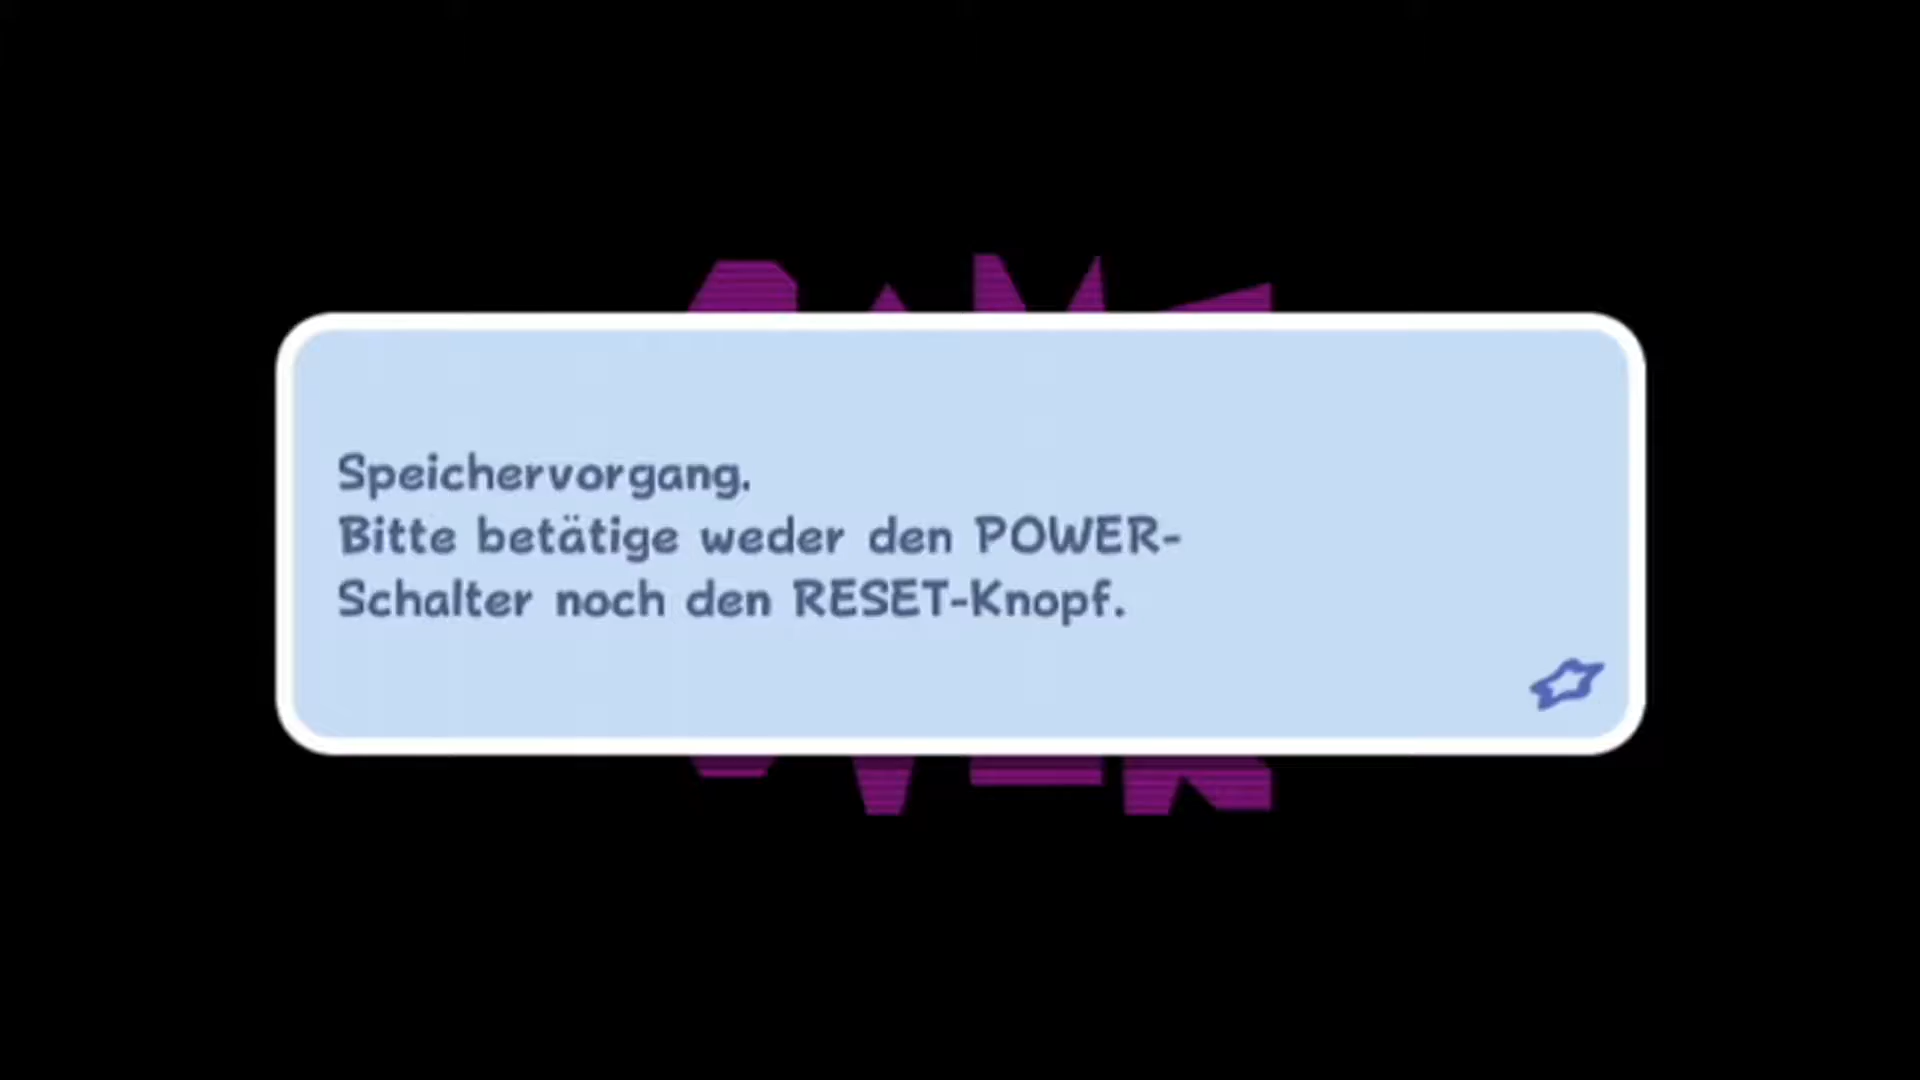 Speichervorgang.
Bitte betätige weder den POWER-
Schalter noch den RESET-Knopf.